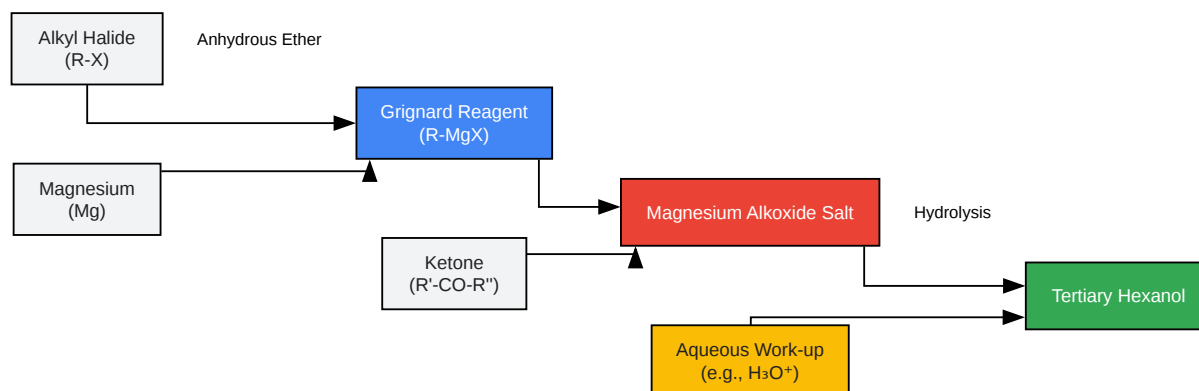 Alkyl Halide
(R-X)
Anhydrous Ether
Grignard Reagent
(R-MgX)
Magnesium
(Mg)
Magnesium Alkoxide Salt
Hydrolysis
Ketone
(R'-CO-R'')
Tertiary Hexanol
Aqueous Work-up
(e.g., H₃O⁺)